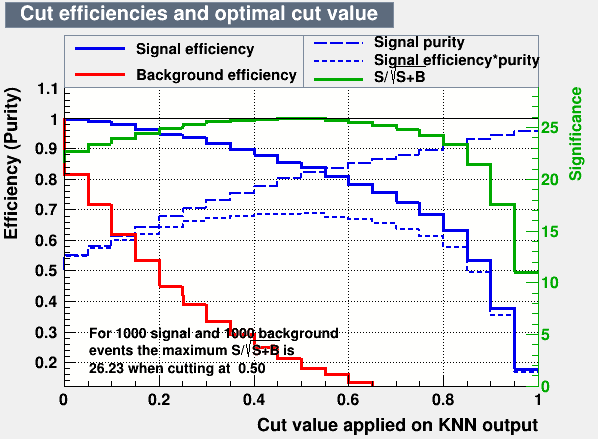 Cut efficiencies and optimal cut value
Signal efficiency
Background efficiency
Signal purity
Signal efficiency*purity
S/√S+B
Efficiency (Purity)
1.1
1
0.9
0.8
0.7
0.6
0.5
0.4
0.3
0.2
Significance
25
20
15
10
5
0
For 1000 signal and 1000 background
events the maximum S/√S+B is
26.23 when cutting at 0.50
0 0.2 0.4 0.6 0.8 1
Cut value applied on KNN output